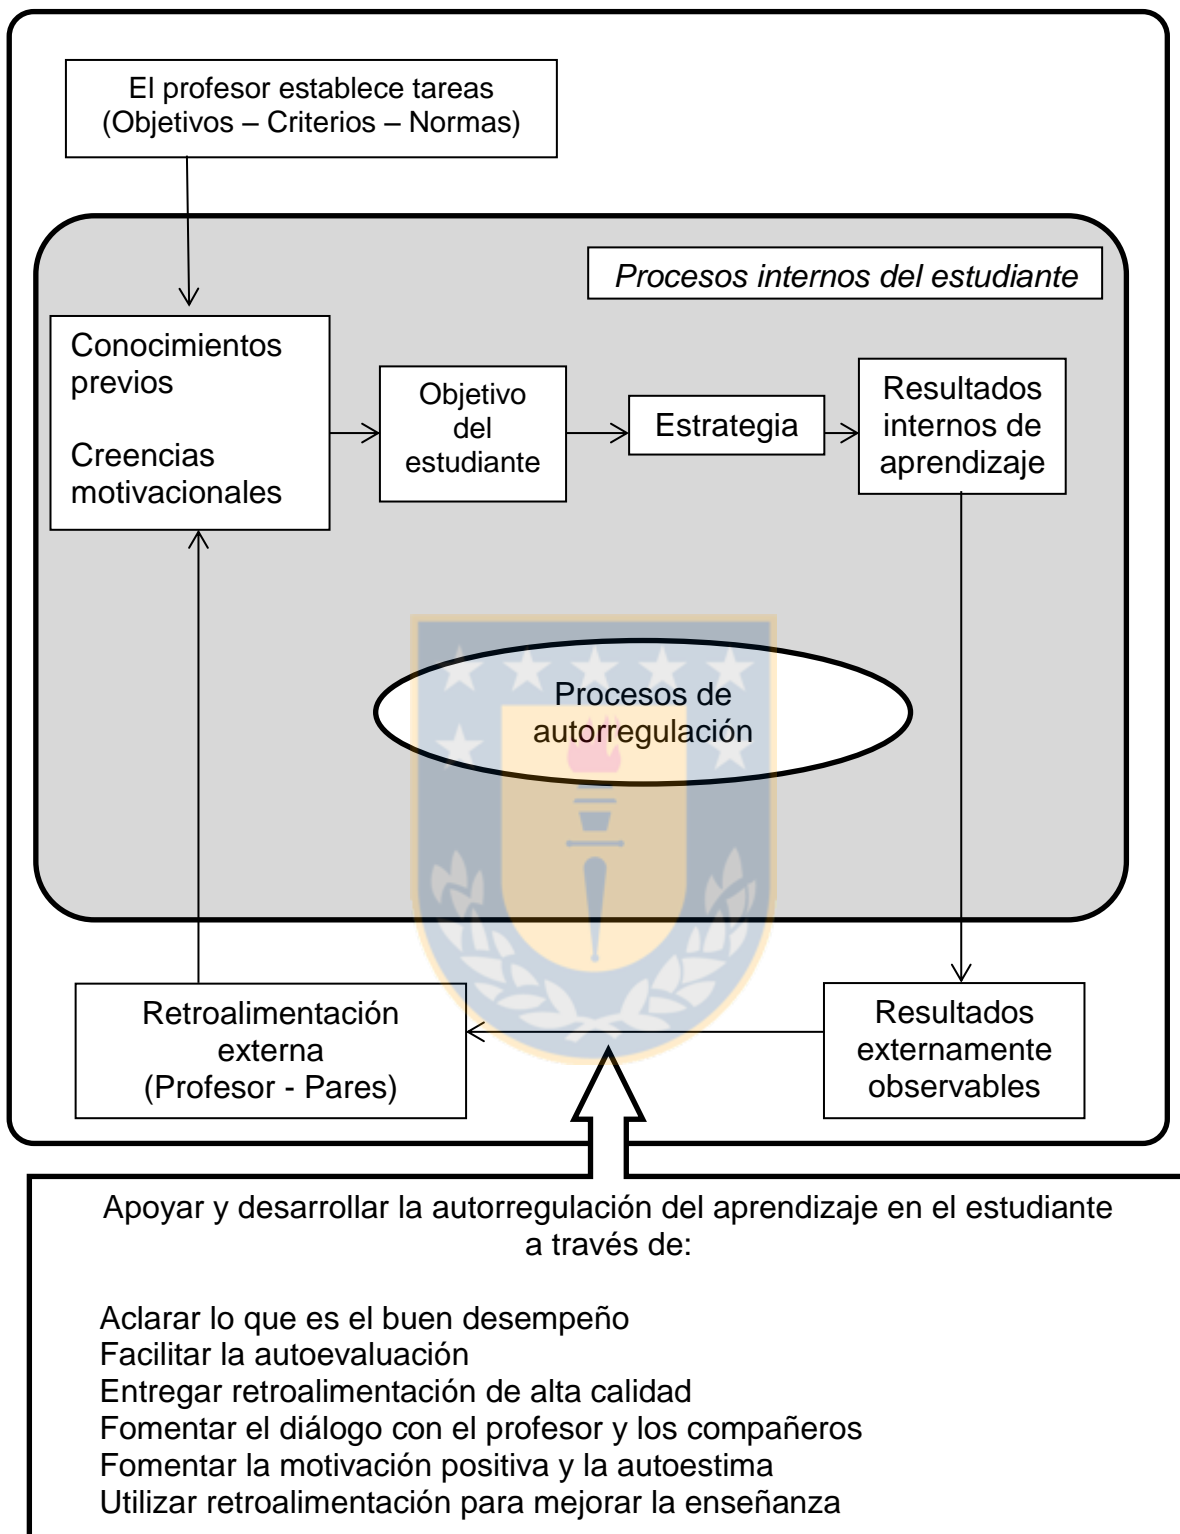 El profesor establece tareas
(Objetivos – Criterios – Normas)
Procesos internos del estudiante
Conocimientos
previos
Creencias
motivacionales
Objetivo
del
estudiante
Estrategia
Resultados
internos de
aprendizaje
Procesos de
autorregulación
Retroalimentación
externa
(Profesor - Pares)
Resultados
externamente
observables
Apoyar y desarrollar la autorregulación del aprendizaje en el estudiante
a través de:
Aclarar lo que es el buen desempeño
Facilitar la autoevaluación
Entregar retroalimentación de alta calidad
Fomentar el diálogo con el profesor y los compañeros
Fomentar la motivación positiva y la autoestima
Utilizar retroalimentación para mejorar la enseñanza